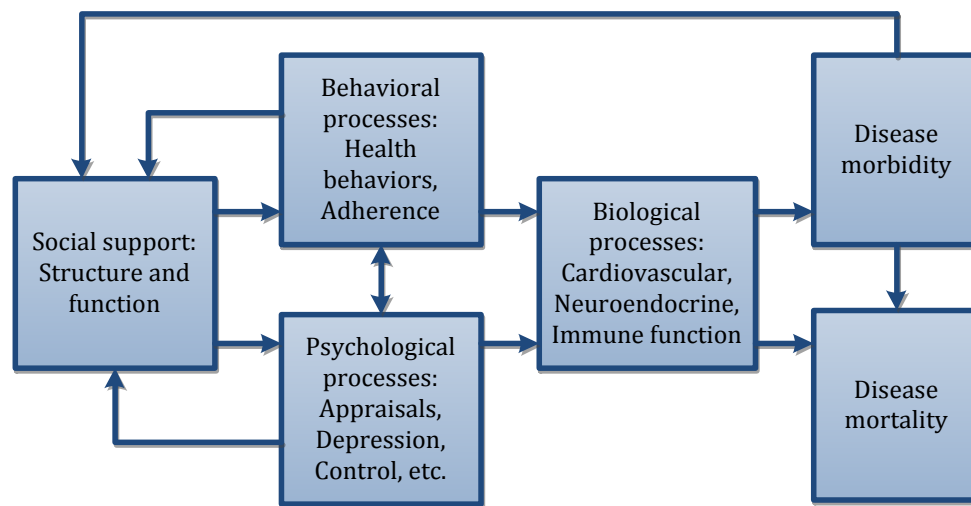 Social support:
Structure and
function
Behavioral
processes:
Health
behaviors,
Adherence
Psychological
processes:
Appraisals,
Depression,
Control, etc.
Biological
processes:
Cardiovascular,
Neuroendocrine,
Immune function
Disease
morbidity
Disease
mortality